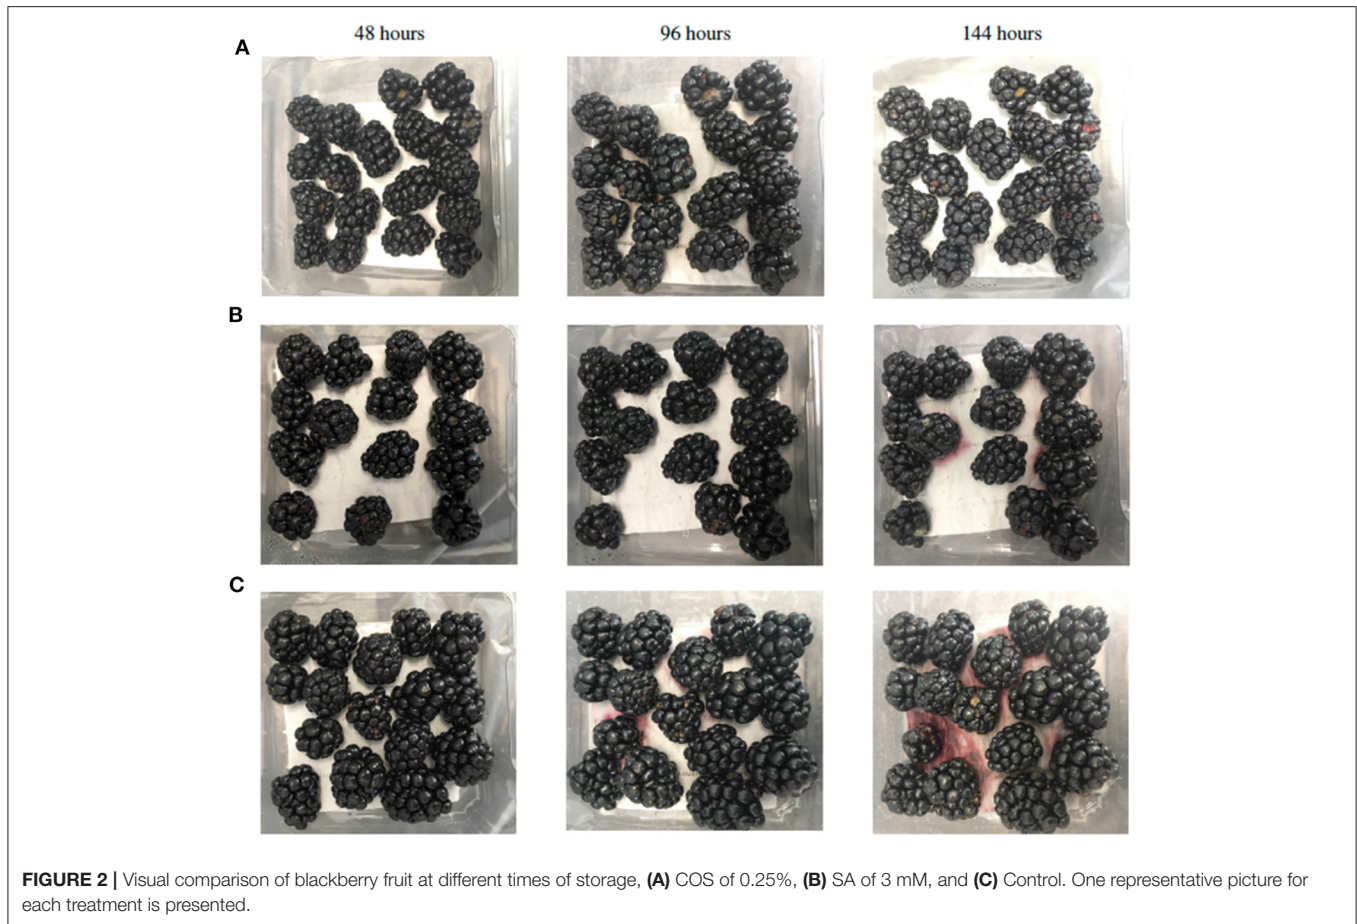 48 hours
96 hours
144 hours
A
B
C
FIGURE 2 | Visual comparison of blackberry fruit at different times of storage, (A) COS of 0.25%, (B) SA of 3 mM, and (C) Control. One representative picture for
each treatment is presented.